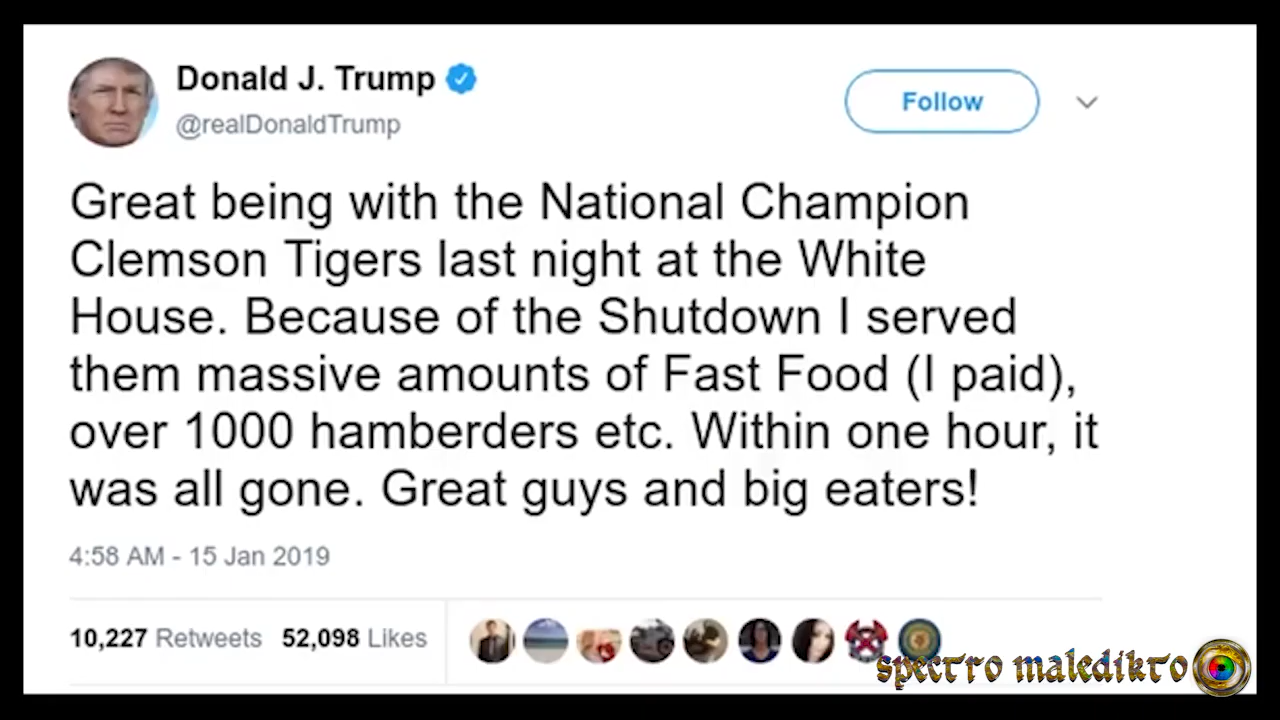 Donald J. Trump
@realDonaldTrump
Follow
Great being with the National Champion
Clemson Tigers last night at the White
House. Because of the Shutdown I served
them massive amounts of Fast Food (I paid),
over 1000 hamberders etc. Within one hour, it
was all gone. Great guys and big eaters!
4:58 AM - 15 Jan 2019
10,227 Retweets 52,098 Likes
spectro maledikto